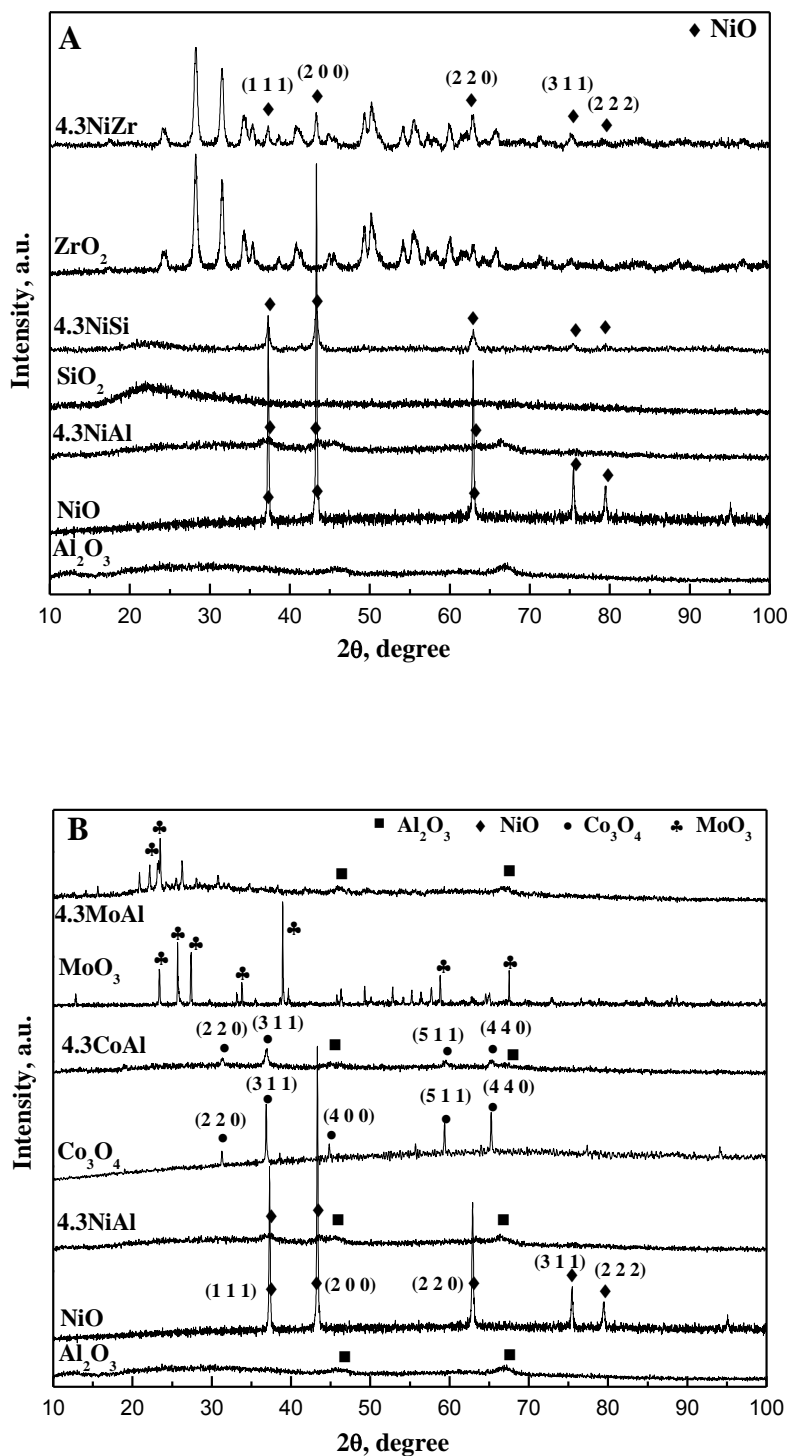 A
♦ NiO
(1 1 1)
(2 0 0)
(2 2 0)
(3 1 1)
(2 2 2)
4.3NiZr
ZrO₂
4.3NiSi
SiO₂
4.3NiAl
NiO
Al₂O₃
Intensity, a.u.
10 20 30 40 50 60 70 80 90 100
2θ, degree
B
■ Al₂O₃ ♦ NiO ● Co₃O₄ ♣ MoO₃
4.3MoAl
MoO₃
(2 2 0) (3 1 1) (5 1 1) (4 4 0)
4.3CoAl
(2 2 0) (3 1 1) (4 0 0) (5 1 1) (4 4 0)
Co₃O₄
4.3NiAl
(1 1 1) (2 0 0) (2 2 0) (3 1 1) (2 2 2)
NiO
Al₂O₃
Intensity, a.u.
10 20 30 40 50 60 70 80 90 100
2θ, degree